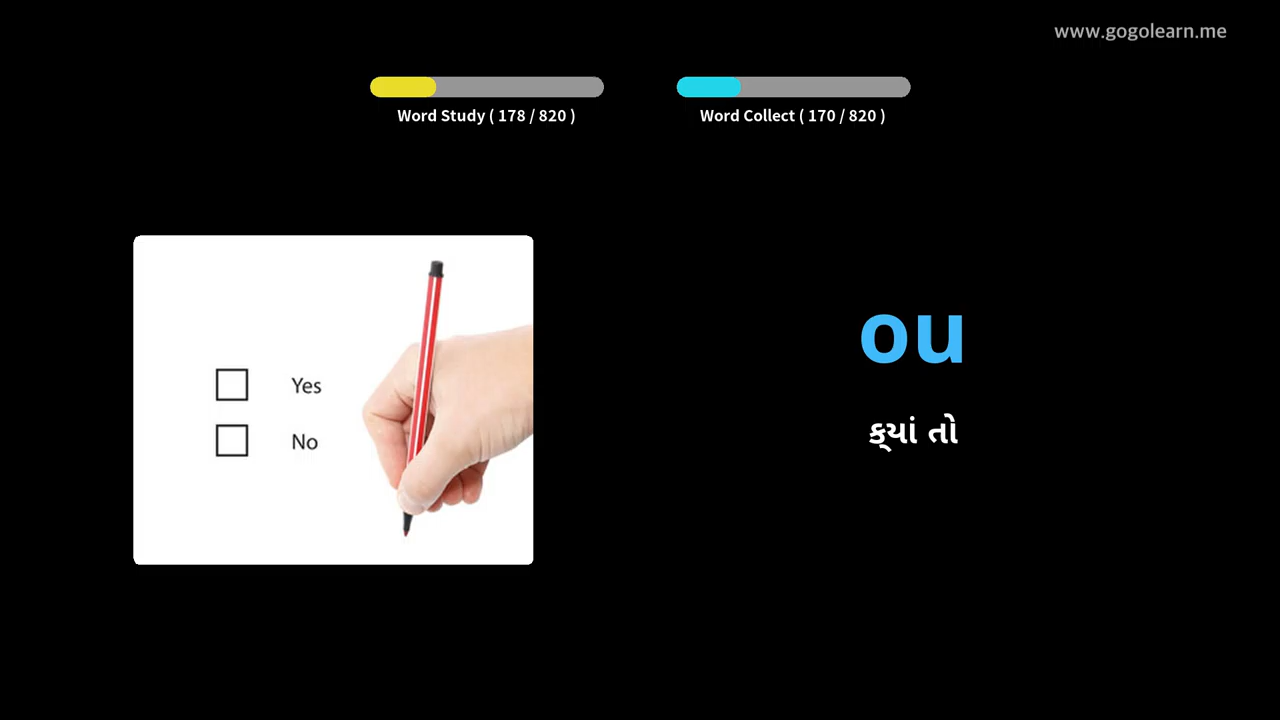 www.gogolearn.me
Word Study ( 178 / 820 )
Word Collect ( 170 / 820 )
Yes
No
ou
ક્યાં તો